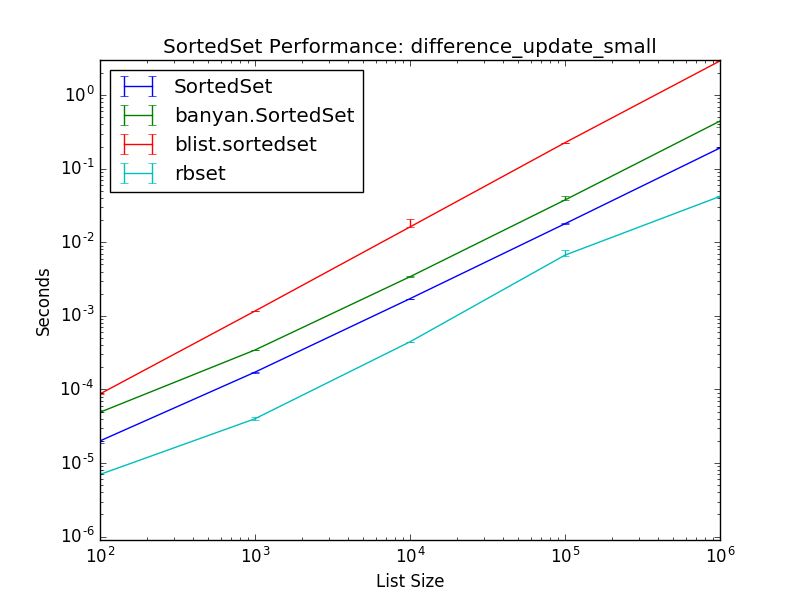 SortedSet Performance: difference_update_small
SortedSet
banyan.SortedSet
blist.sortedset
rbset
10^0
10^-1
10^-2
10^-3
10^-4
10^-5
10^-6
Seconds
10^2 10^3 10^4 10^5 10^6
List Size